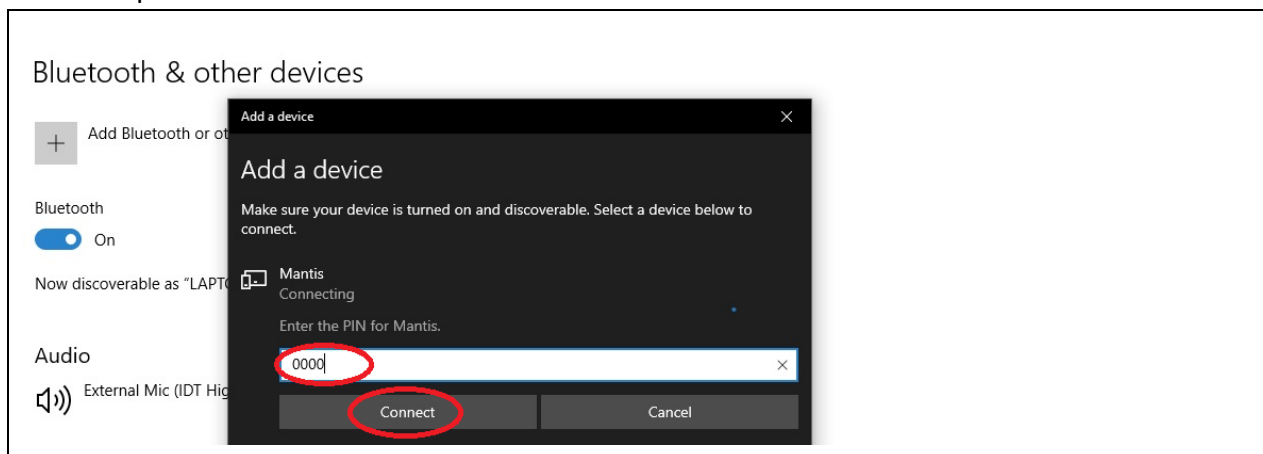 Bluetooth & other devices
Add a device
Add Bluetooth or ot
Add a device
Make sure your device is turned on and discoverable. Select a device below to
connect.
Bluetooth
On
Now discoverable as "LAPT
Mantis
Connecting
Enter the PIN for Mantis.
0000
Audio
External Mic (IDT Hig
Connect
Cancel